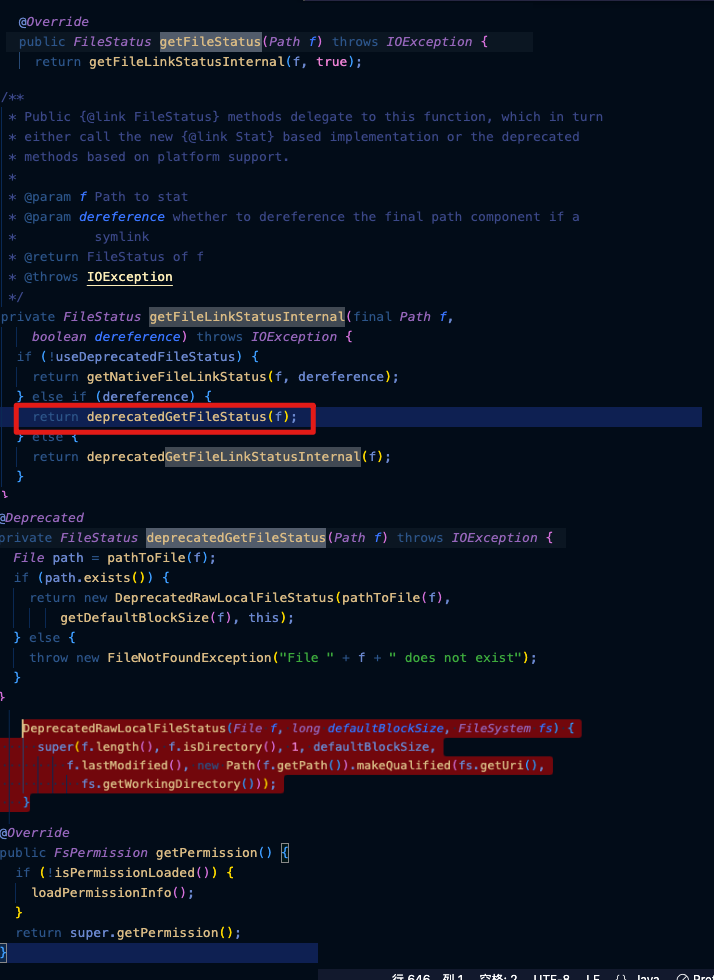 @Override
public FileStatus getFileStatus(Path f) throws IOException {
return getFileLinkStatusInternal(f, true);
/**
* Public {@link FileStatus} methods delegate to this function, which in turn
* either call the new {@link Stat} based implementation or the deprecated
* methods based on platform support.
*
* @param f Path to stat
* @param dereference whether to dereference the final path component if a
* symlink
* @return FileStatus of f
* @throws IOException
*/
private FileStatus getFileLinkStatusInternal(final Path f,
boolean dereference) throws IOException {
if (!useDeprecatedFileStatus) {
return getNativeFileLinkStatus(f, dereference);
} else if (dereference) {
return deprecatedGetFileStatus(f);
} else {
return deprecatedGetFileLinkStatusInternal(f);
}
}
@Deprecated
private FileStatus deprecatedGetFileStatus(Path f) throws IOException {
File path = pathToFile(f);
if (path.exists()) {
return new DeprecatedRawLocalFileStatus(pathToFile(f),
getDefaultBlockSize(f), this);
} else {
throw new FileNotFoundException("File " + f + " does not exist");
}
}
DeprecatedRawLocalFileStatus(File f, long defaultBlockSize, FileSystem fs) {
super(f.length(), f.isDirectory(), 1, defaultBlockSize,
f.lastModified(), new Path(f.getPath()).makeQualified(fs.getUri(),
fs.getWorkingDirectory()));
}
@Override
public FsPermission getPermission() {
if (!isPermissionLoaded()) {
loadPermissionInfo();
}
return super.getPermission();
}
行 646, 列 1 空格: 2 UTF-8 LF {} Java